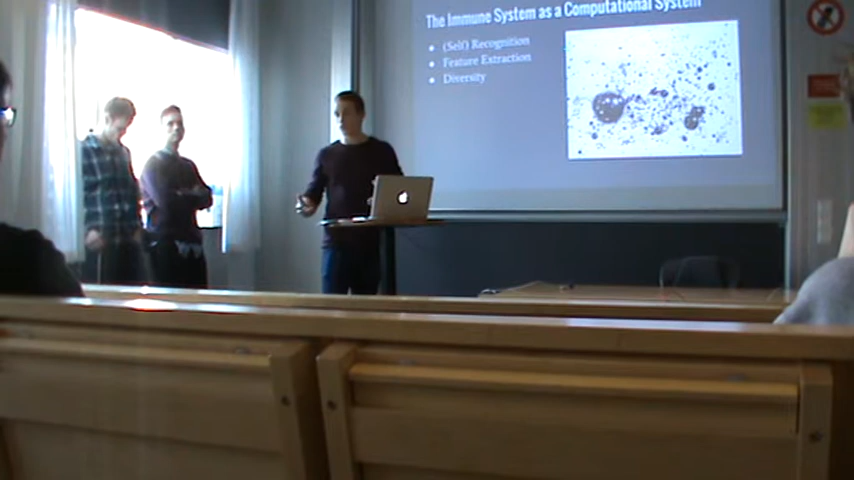 The Immune System as a Computational System
(Self) Recognition
Feature Extraction
Diversity